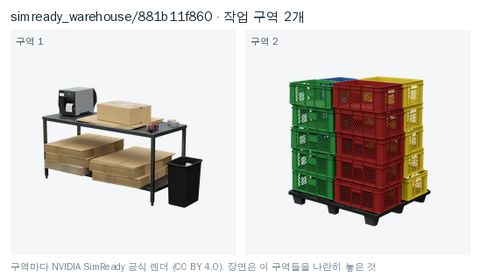 simready_warehouse/881b11f860 · 작업 구역 2개
구역 1
구역 2
구역마다 NVIDIA SimReady 공식 렌더 (CC BY 4.0). 장면은 이 구역들을 나란히 놓은 것